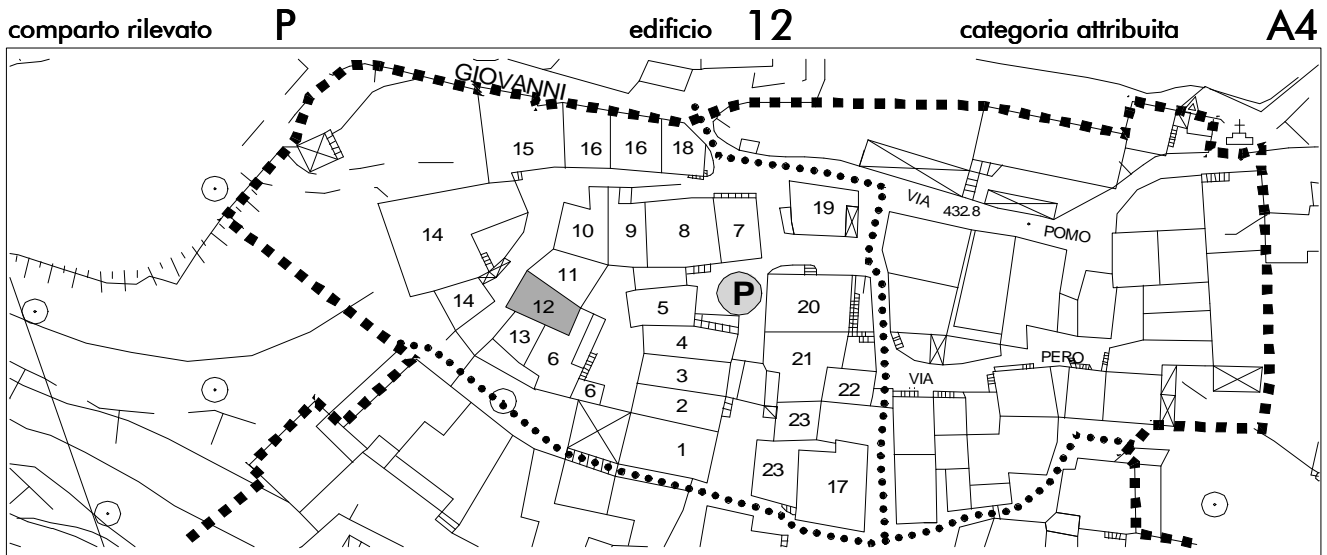 comparto rilevato P edificio 12 categoria attribuita A4
GIOVANNI
15 16 16 18
VIA 432.8 POMO
19
14 10 9 8 7
11
14 12 5 P 20
13 6 4 21 PERO
3 VIA
6 2 22
23
1
23 17